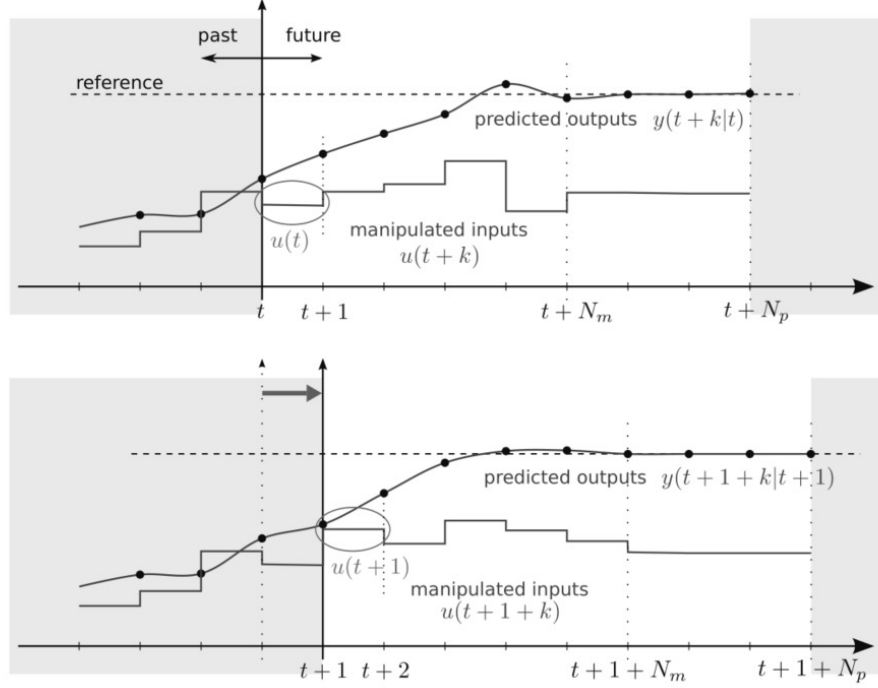 past future
reference
predicted outputs y(t + k|t)
u(t)
manipulated inputs
u(t + k)
t t + 1 t + N_m t + N_p
predicted outputs y(t + 1 + k|t + 1)
u(t + 1)
manipulated inputs
u(t + 1 + k)
t + 1 t + 2 t + 1 + N_m t + 1 + N_p